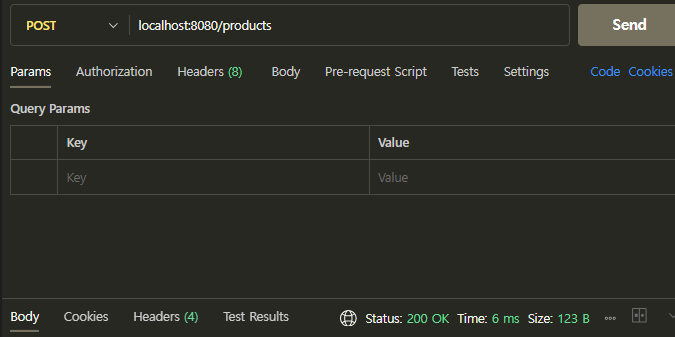 POST localhost:8080/products Send
Params Authorization Headers (8) Body Pre-request Script Tests Settings Code Cookies
Query Params
Key Value
Key Value
Body Cookies Headers (4) Test Results Status: 200 OK Time: 6 ms Size: 123 B